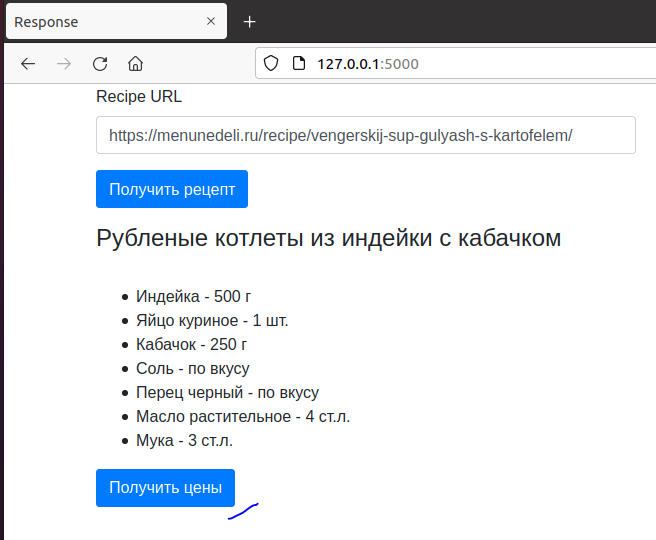 Response
127.0.0.1:5000
Recipe URL
https://menunedeli.ru/recipe/vengerskij-sup-gulyash-s-kartofelem/
Получить рецепт
Рубленые котлеты из индейки с кабачком
Индейка - 500 г
Яйцо куриное - 1 шт.
Кабачок - 250 г
Соль - по вкусу
Перец черный - по вкусу
Масло растительное - 4 ст.л.
Мука - 3 ст.л.
Получить цены